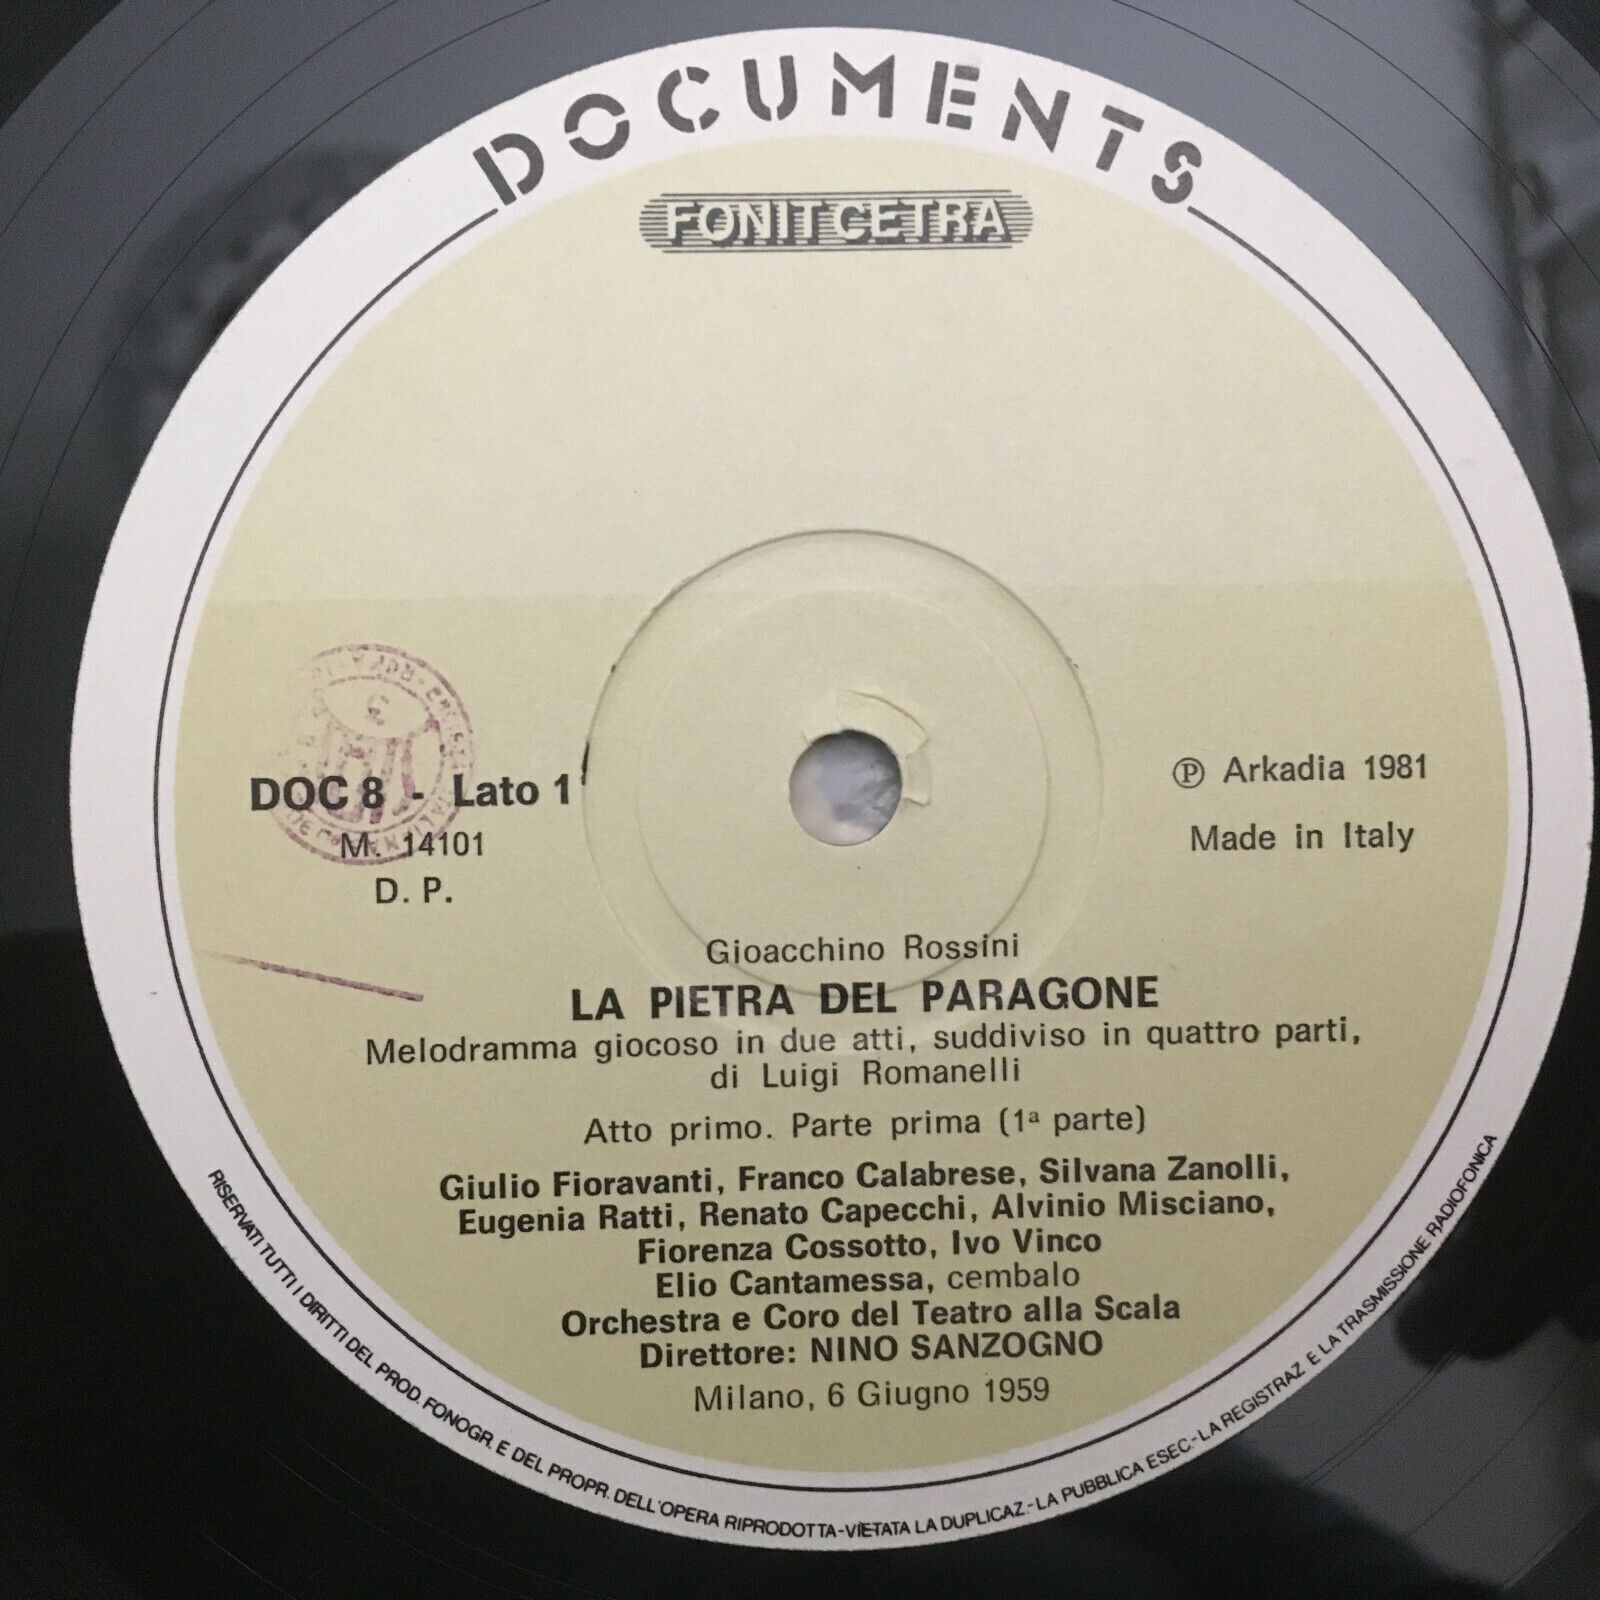 DOCUMENTS
FONIT CETRA
DOC 8 - Lato 1
M. 14101
D. P.
Ⓟ Arkadia 1981
Made in Italy
Gioacchino Rossini
LA PIETRA DEL PARAGONE
Melodramma giocoso in due atti, suddiviso in quattro parti,
di Luigi Romanelli
Atto primo. Parte prima (1ª parte)
Giulio Fioravanti, Franco Calabrese, Silvana Zanolli,
Eugenia Ratti, Renato Capecchi, Alvinio Misciano,
Fiorenza Cossotto, Ivo Vinco
Elio Cantamessa, cembalo
Orchestra e Coro del Teatro alla Scala
Direttore: NINO SANZOGNO
Milano, 6 Giugno 1959
RISERVATI TUTTI I DIRITTI DEL PROD. FONOGR. E DEL PROPR. DELL'OPERA RIPRODOTTA-VIETATA LA DUPLICAZ.-LA PUBBLICA ESEC.-LA REGISTRAZ. E LA TRASMISSIONE RADIOFONICA